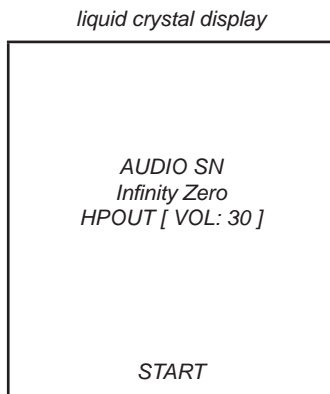 liquid crystal display
AUDIO SN
Infinity Zero
HPOUT [ VOL: 30 ]
START